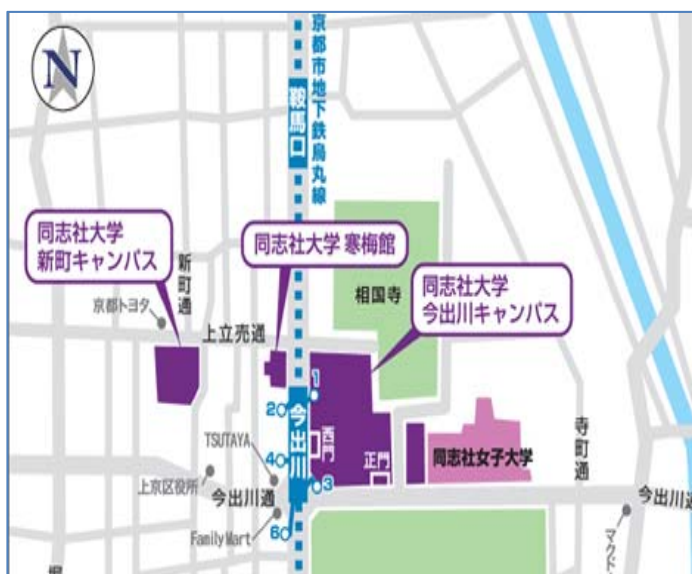 N
京都市地下鉄烏丸線
鞍馬口
同志社大学
新町キャンパス
新町通
同志社大学 寒梅館
相国寺
同志社大学
今出川キャンパス
京都トヨタ
上立売通
1
2
今出川
西門
TSUTAYA
4
正門
同志社女子大学
寺町通
上京区役所
今出川通
3
今出川通
FamilyMart
6
マクド
堀